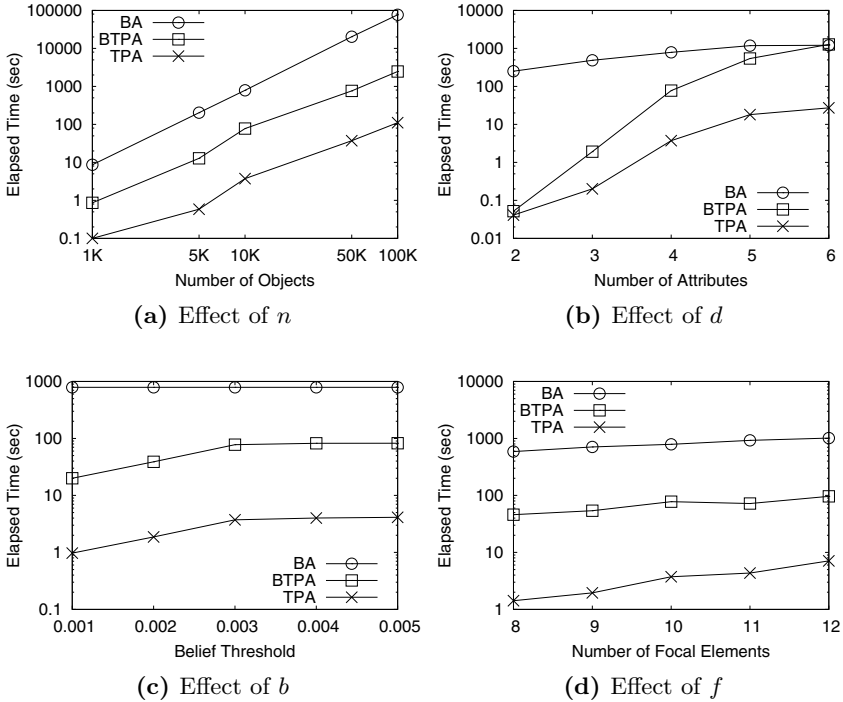 100000
10000
1000
100
10
1
0.1
Elapsed Time (sec)
BA
BTPA
TPA
1K 5K 10K 50K 100K
Number of Objects
(a) Effect of n
10000
1000
100
10
1
0.1
0.01
Elapsed Time (sec)
BA
BTPA
TPA
2 3 4 5 6
Number of Attributes
(b) Effect of d
1000
100
10
1
0.1
Elapsed Time (sec)
BA
BTPA
TPA
0.001 0.002 0.003 0.004 0.005
Belief Threshold
(c) Effect of b
10000
1000
100
10
1
Elapsed Time (sec)
BA
BTPA
TPA
8 9 10 11 12
Number of Focal Elements
(d) Effect of f